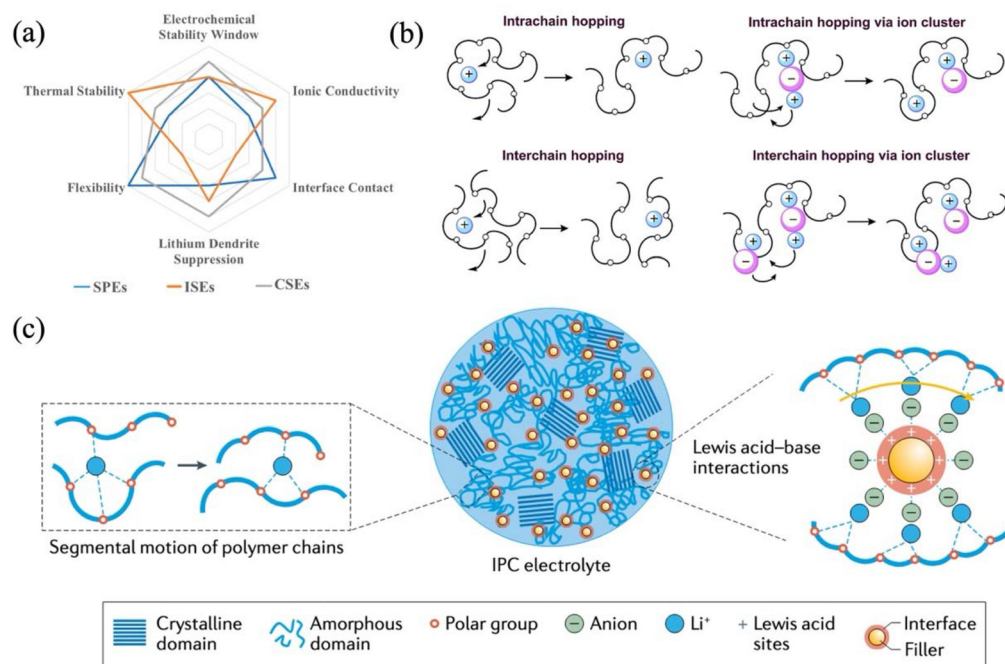 (a)
Electrochemical
Stability Window
Thermal Stability
Ionic Conductivity
Flexibility
Interface Contact
Lithium Dendrite
Suppression
SPEs
ISEs
CSEs
(b)
Intrachain hopping
+
+
Intrachain hopping via ion cluster
+
−
+
+
−
+
Interchain hopping
+
+
Interchain hopping via ion cluster
+
−
+
+
−
+
−
+
−
+
(c)
Segmental motion of polymer chains
IPC electrolyte
Lewis acid–base
interactions
Crystalline
domain
Amorphous
domain
Polar group
− Anion
Li⁺
+ Lewis acid
sites
Interface
Filler